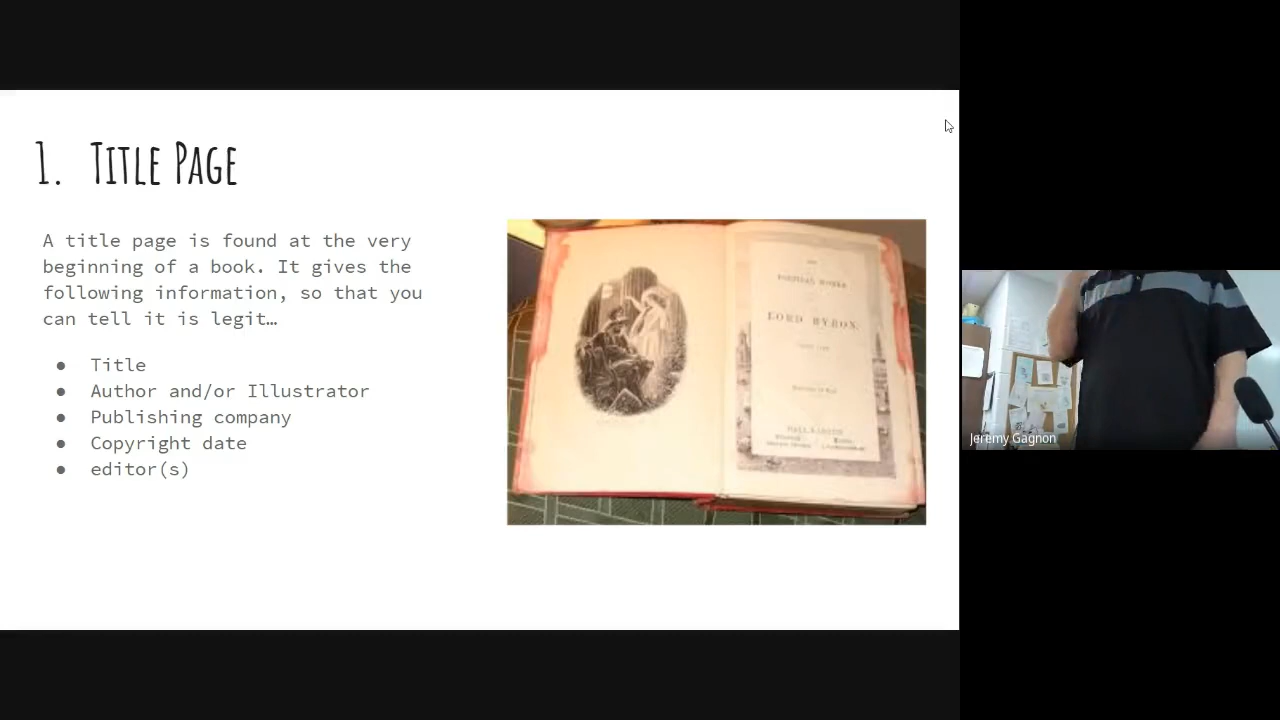 1. Title Page
A title page is found at the very
beginning of a book. It gives the
following information, so that you
can tell it is legit…
● Title
● Author and/or Illustrator
● Publishing company
● Copyright date
● editor(s)
POETICAL WORKS
LORD BYRON.
Jeremy Gagnon